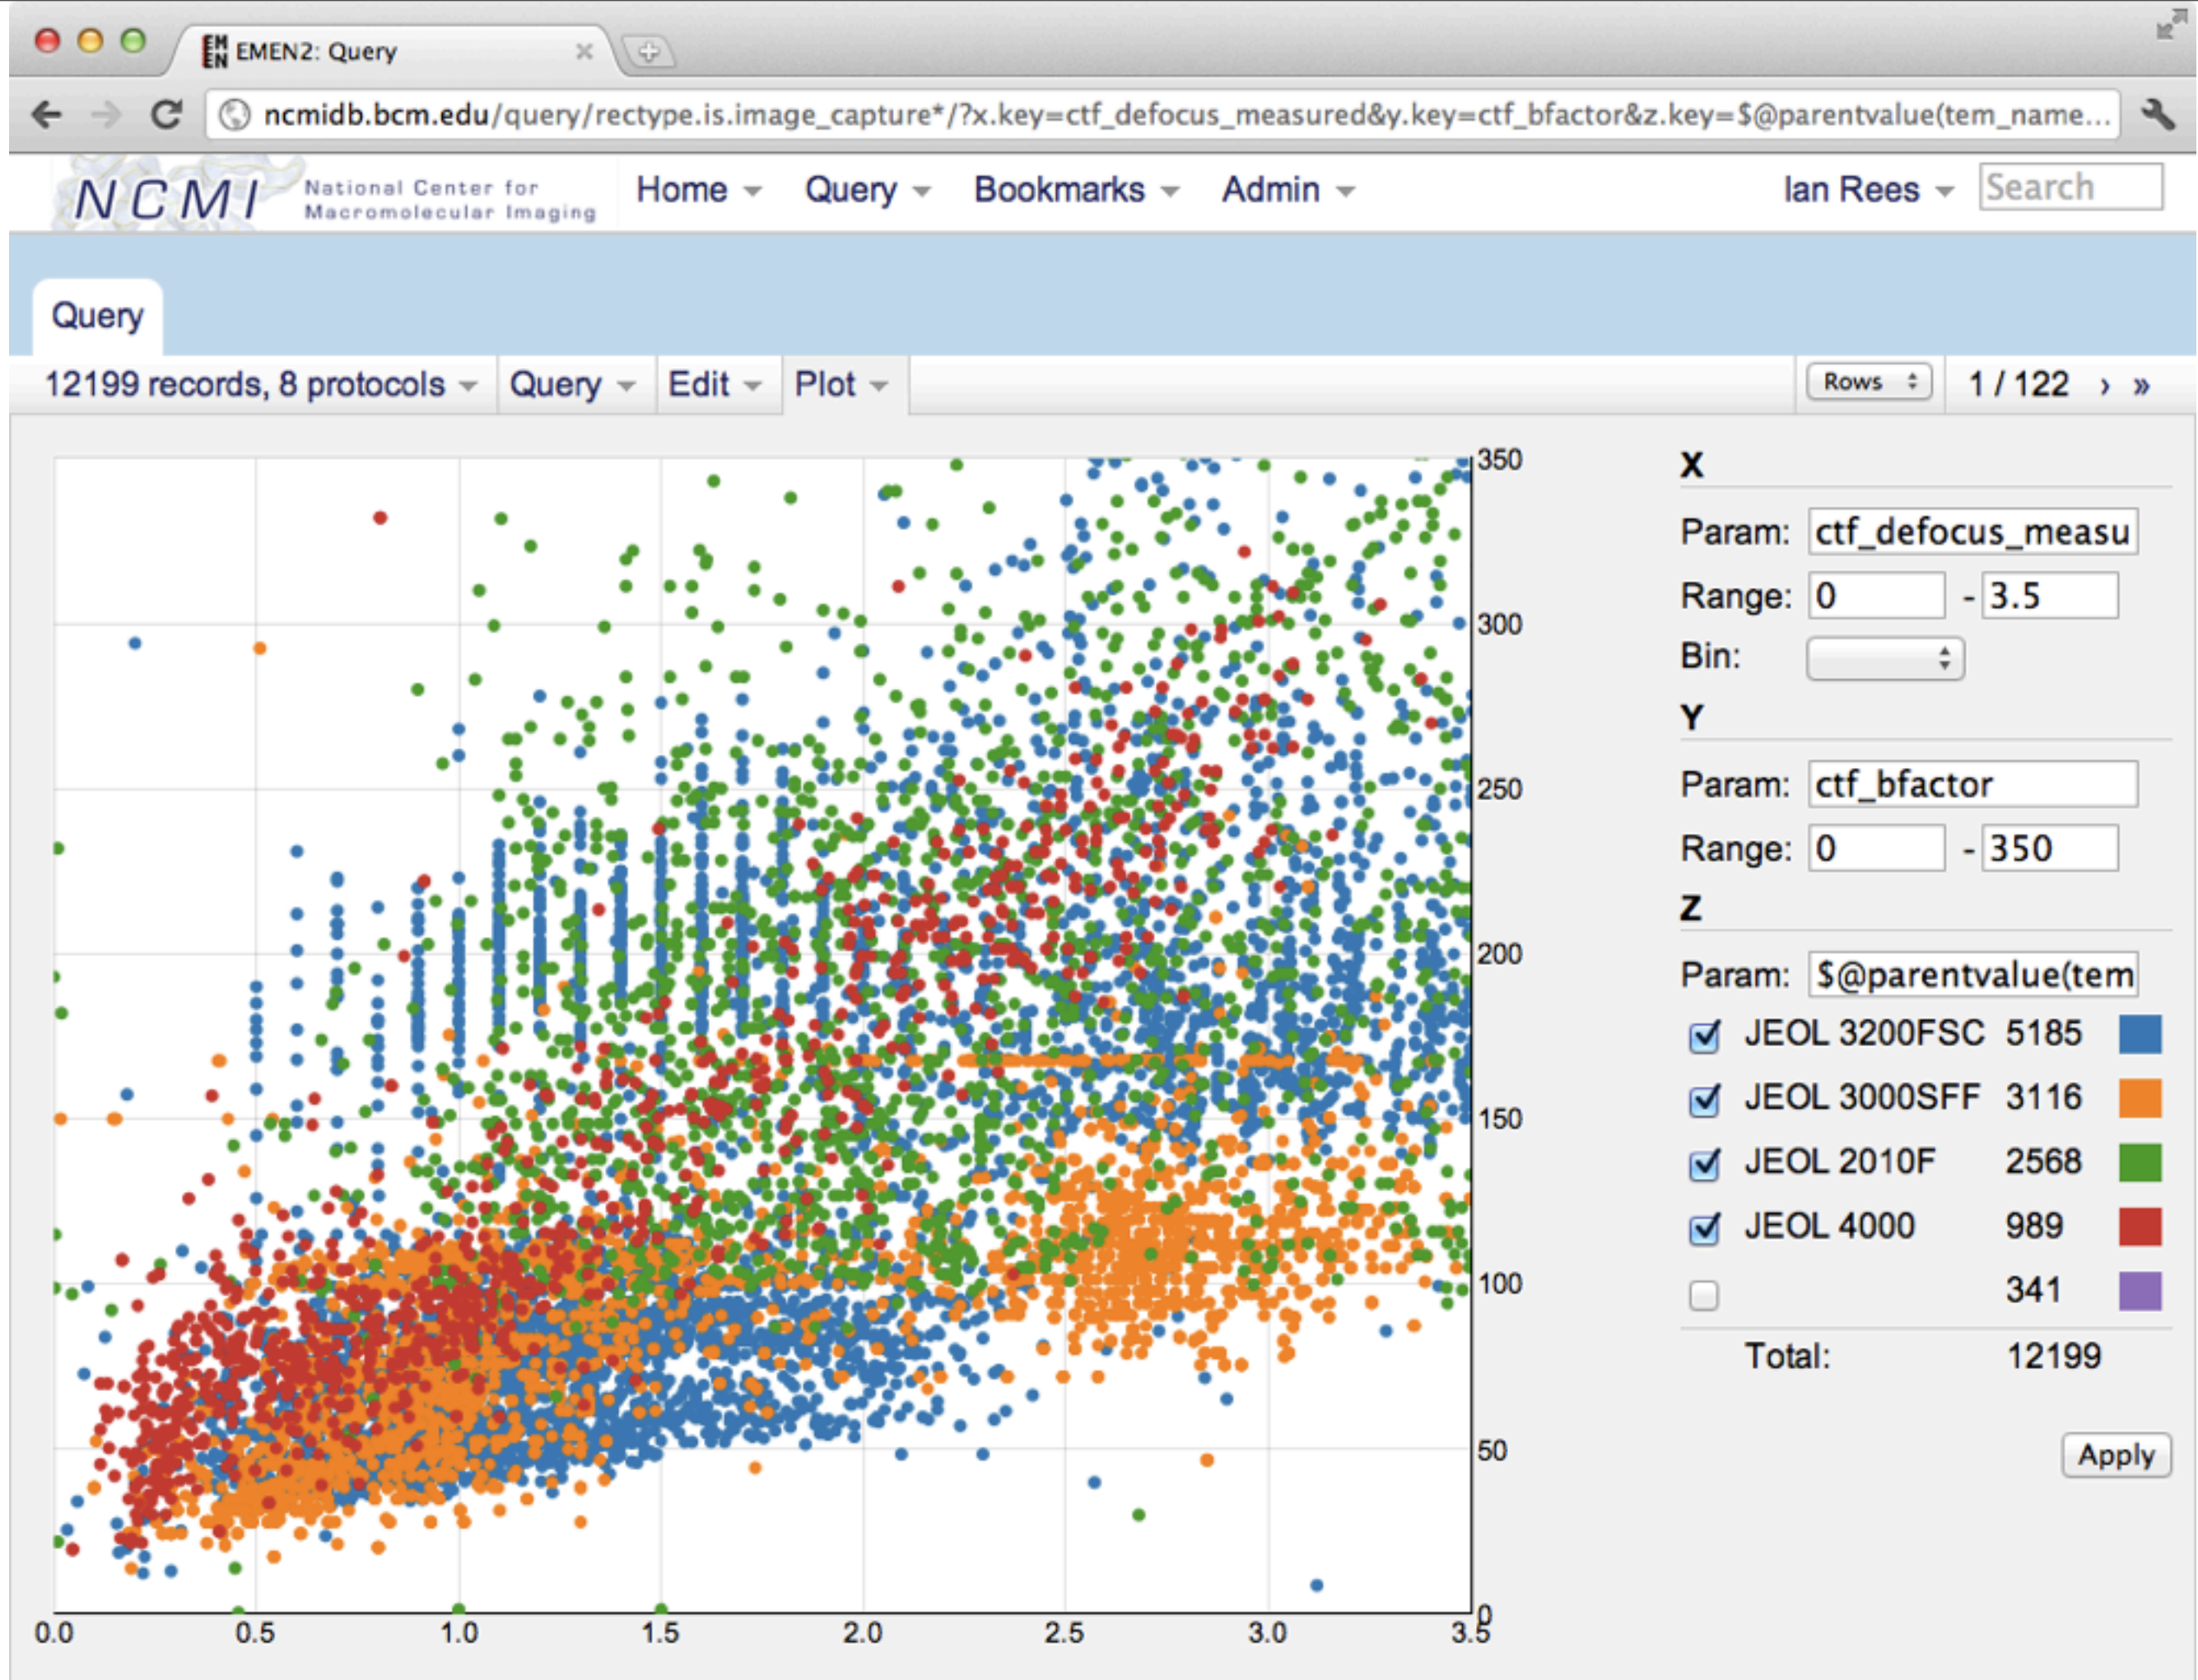 EMEN2: Query
ncmidb.bcm.edu/query/rectype.is.image_capture*/?x.key=ctf_defocus_measured&y.key=ctf_bfactor&z.key=$@parentvalue(tem_name...
NCMI National Center for Macromolecular Imaging
Home Query Bookmarks Admin Ian Rees Search
Query
12199 records, 8 protocols Query Edit Plot Rows 1 / 122 › »
350
300
250
200
150
100
50
0
0.0 0.5 1.0 1.5 2.0 2.5 3.0 3.5
X
Param: ctf_defocus_measu
Range: 0 - 3.5
Bin:
Y
Param: ctf_bfactor
Range: 0 - 350
Z
Param: $@parentvalue(tem
JEOL 3200FSC 5185
JEOL 3000SFF 3116
JEOL 2010F 2568
JEOL 4000 989
341
Total: 12199
Apply